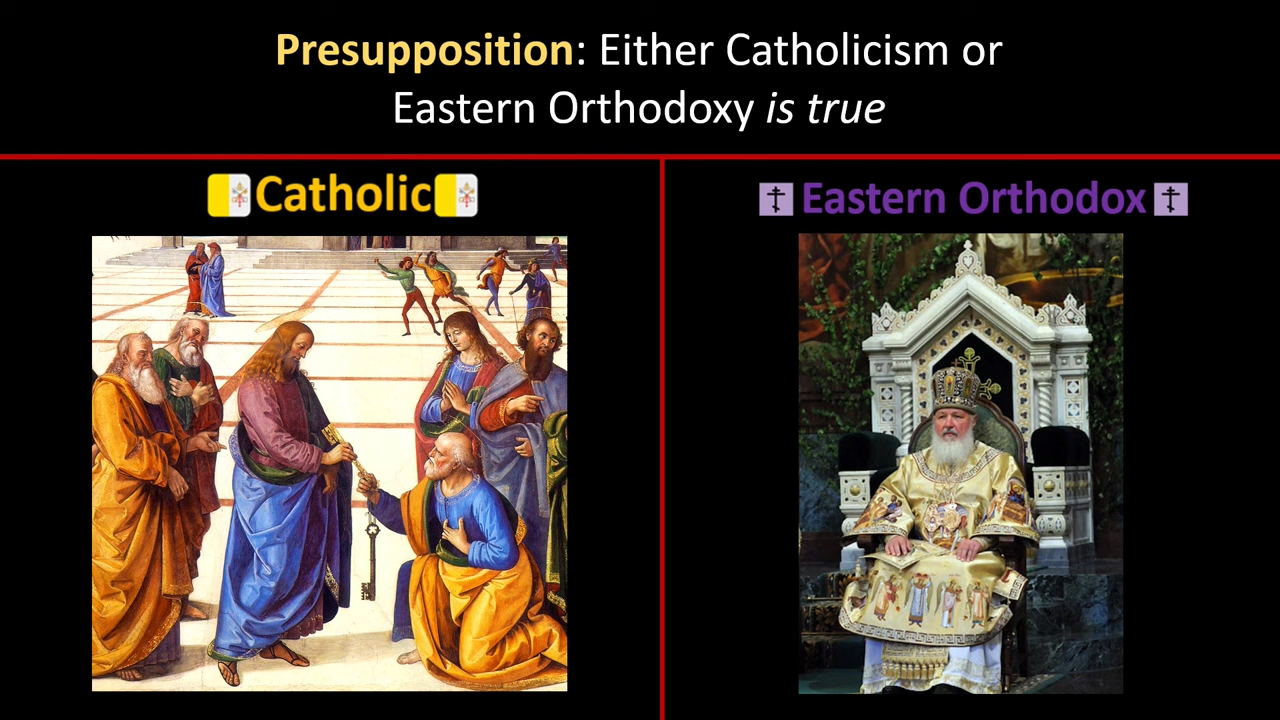 Presupposition: Either Catholicism or
Eastern Orthodoxy is true
Catholic
Eastern Orthodox